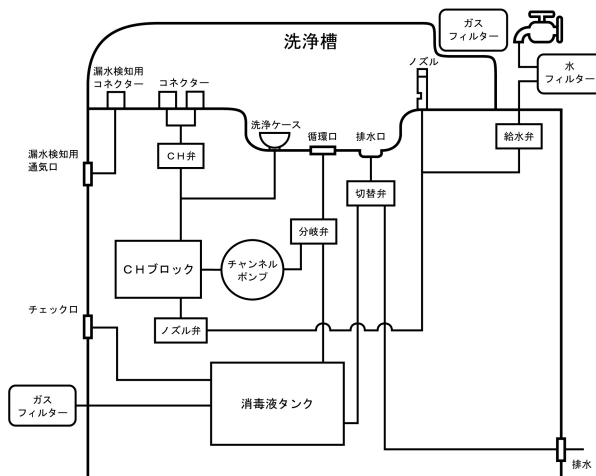 ガス
フィルター
洗浄槽
水
フィルター
ノズル
漏水検知用
コネクター
コネクター
洗浄ケース
循環口
排水口
給水弁
漏水検知用
通気口
CH弁
切替弁
分岐弁
CHブロック
チャンネル
ポンプ
チェック口
ノズル弁
消毒液タンク
ガス
フィルター
排水